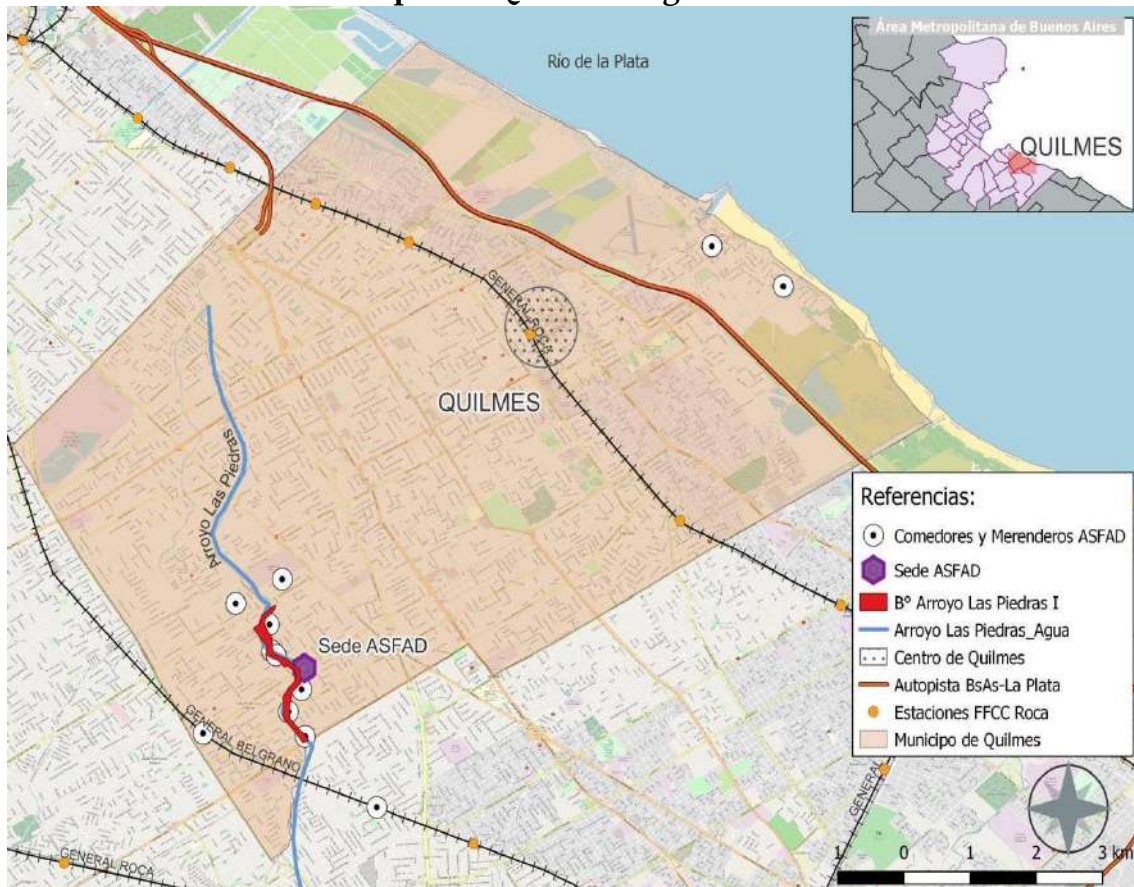 Área Metropolitana de Buenos Aires
QUILMES
Río de la Plata
GENERAL ROCA
QUILMES
Arroyo Las Piedras
Sede ASFAD
GENERAL BELGRANO
GENERAL ROCA
Referencias:
Comedores y Merenderos ASFAD
Sede ASFAD
Bº Arroyo Las Piedras I
Arroyo Las Piedras_Agua
Centro de Quilmes
Autopista BsAs-La Plata
Estaciones FFCC Roca
Municipo de Quilmes
GENERAL
1 0 1 2 3 km